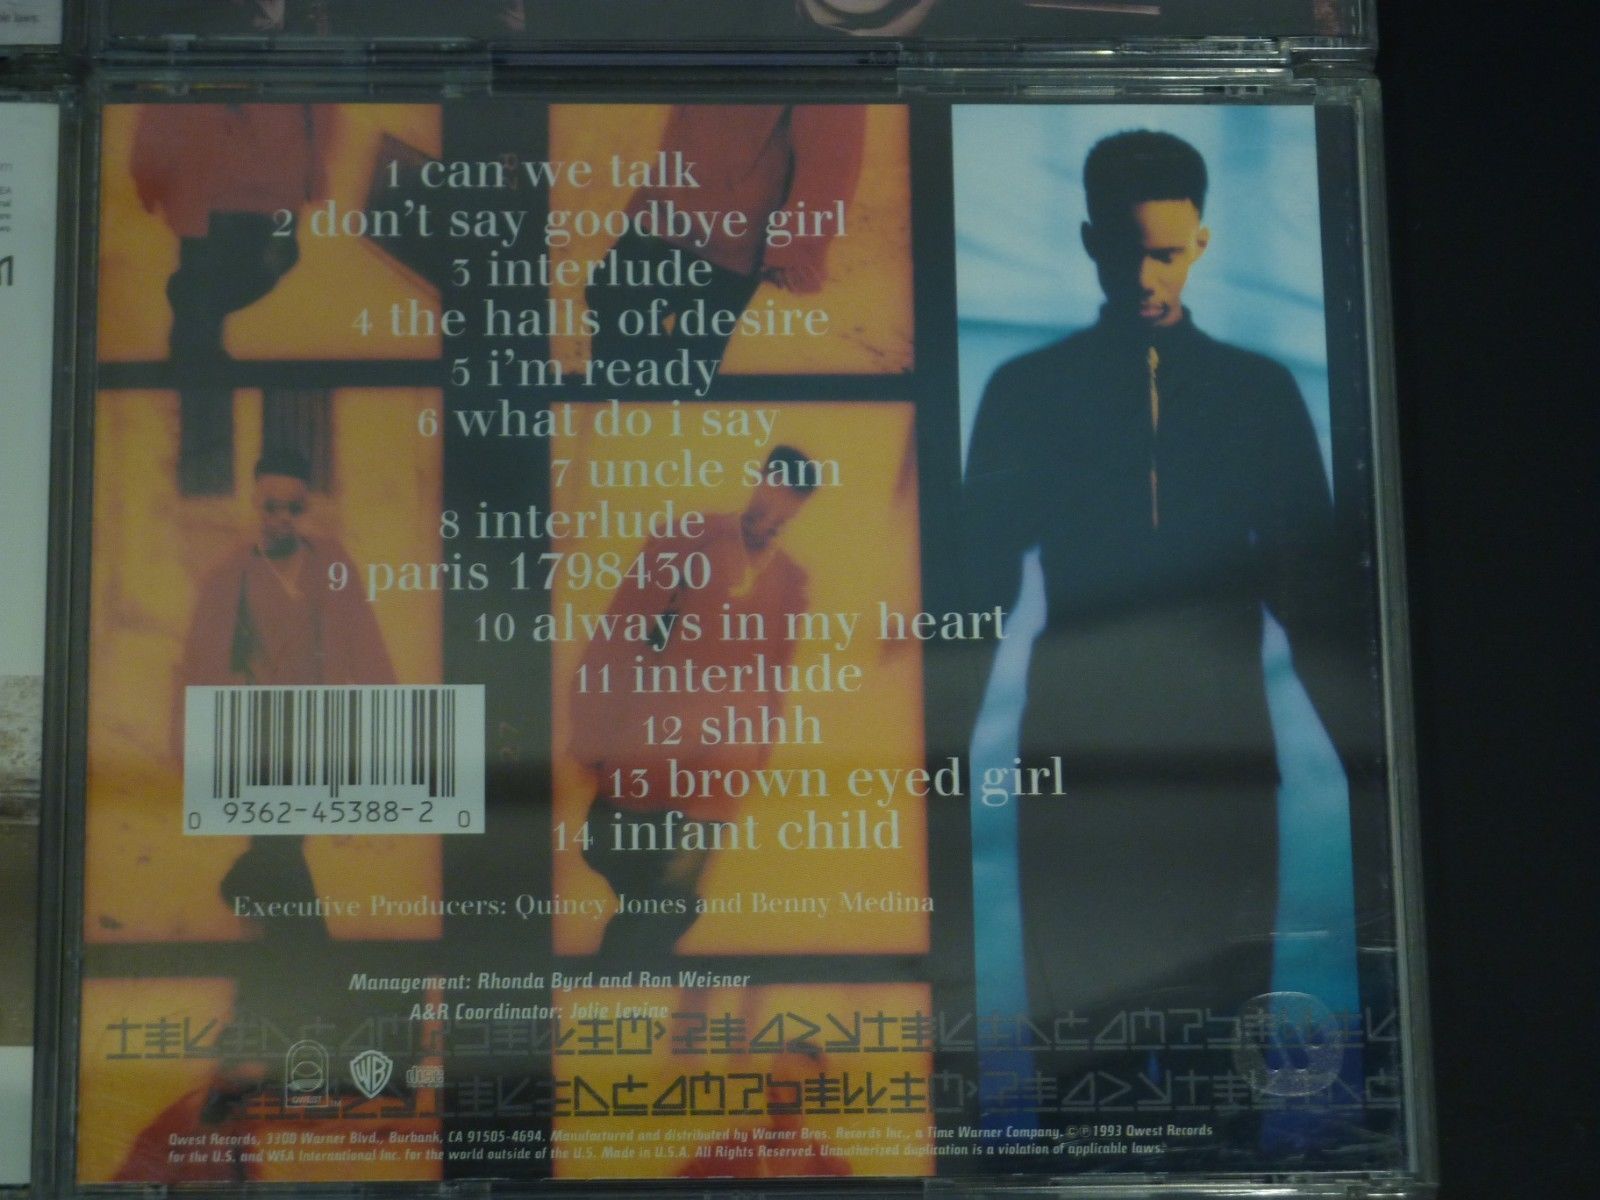 1 can we talk
2 don't say goodbye girl
3 interlude
4 the halls of desire
5 i'm ready
6 what do i say
7 uncle sam
8 interlude
9 paris 1798430
10 always in my heart
11 interlude
12 shhh
13 brown eyed girl
14 infant child
0 9362-45388-2 0
Executive Producers: Quincy Jones and Benny Medina
Management: Rhonda Byrd and Ron Weisner
A&R Coordinator: Jolie Levine
QWEST TM
WB
disc
Qwest Records, 3300 Warner Blvd., Burbank, CA 91505-4694. Manufactured and distributed by Warner Bros. Records Inc., a Time Warner Company. ©℗1993 Qwest Records
for the U.S. and WEA International Inc. for the world outside of the U.S. Made in U.S.A. All Rights Reserved. Unauthorized duplication is a violation of applicable laws.